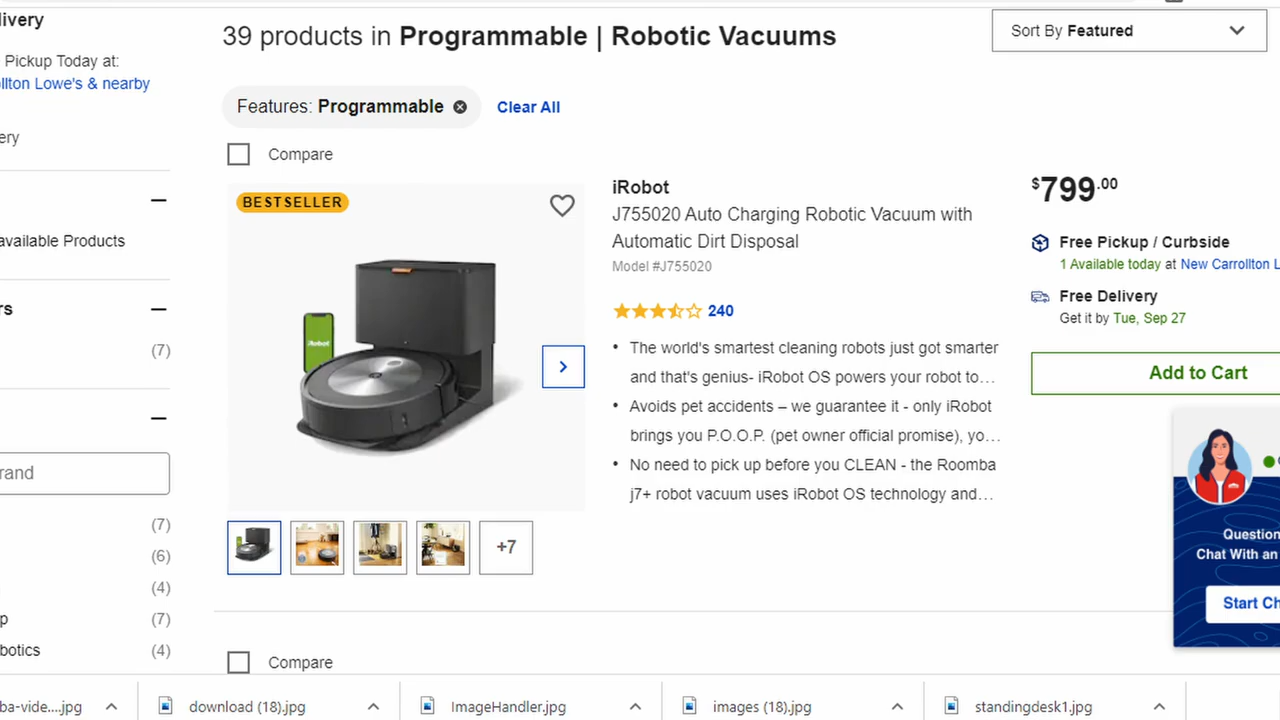 livery
39 products in Programmable | Robotic Vacuums
Sort By Featured
Pickup Today at:
llton Lowe's & nearby
Features: Programmable
Clear All
ery
Compare
BESTSELLER
iRobot
J755020 Auto Charging Robotic Vacuum with
Automatic Dirt Disposal
Model #J755020
240
$799.00
Free Pickup / Curbside
1 Available today at New Carrollton L
Free Delivery
Get it by Tue, Sep 27
Add to Cart
available Products
rs
(7)
iRobot
• The world's smartest cleaning robots just got smarter
and that's genius- iRobot OS powers your robot to…
• Avoids pet accidents – we guarantee it - only iRobot
brings you P.O.O.P. (pet owner official promise), yo…
• No need to pick up before you CLEAN - the Roomba
j7+ robot vacuum uses iRobot OS technology and…
rand
(7)
(6)
(4)
p (7)
botics (4)
+7
Question
Chat With an
Start Ch
Compare
ba-vide....jpg
download (18).jpg
ImageHandler.jpg
images (18).jpg
standingdesk1.jpg